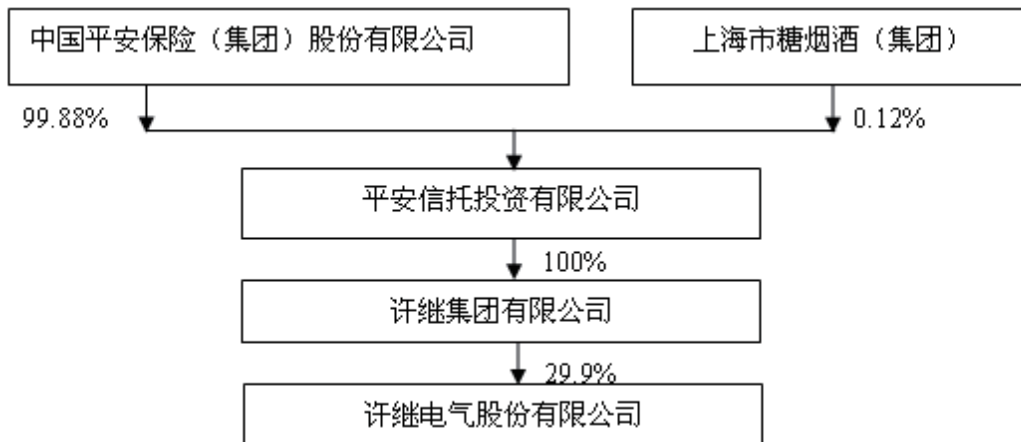 中国平安保险（集团）股份有限公司
上海市糖烟酒（集团）
99.88%
0.12%
平安信托投资有限公司
100%
许继集团有限公司
29.9%
许继电气股份有限公司